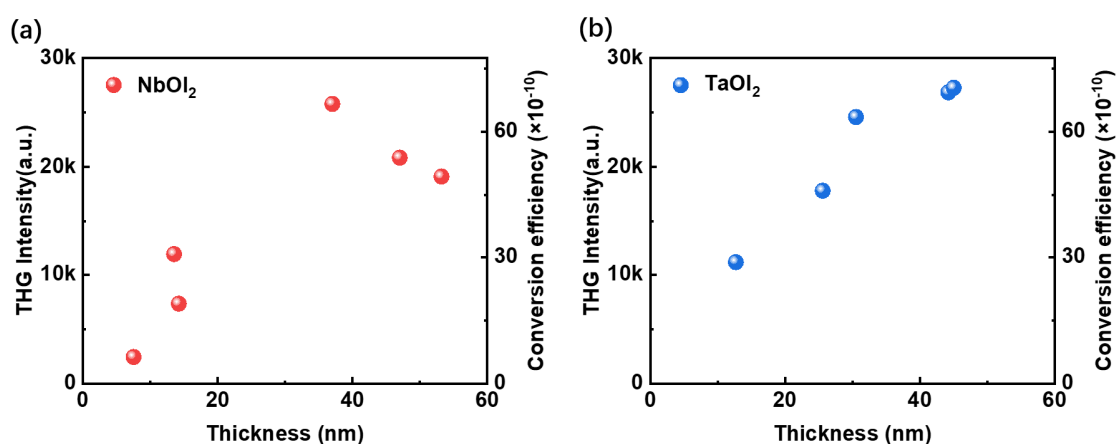 (a)
NbOI₂
THG Intensity(a.u.)
30k
20k
10k
0
0 20 40 60
Thickness (nm)
60
30
0
Conversion efficiency (×10⁻¹⁰)
(b)
TaOI₂
THG Intensity(a.u.)
30k
20k
10k
0
0 20 40 60
Thickness (nm)
60
30
0
Conversion efficiency (×10⁻¹⁰)